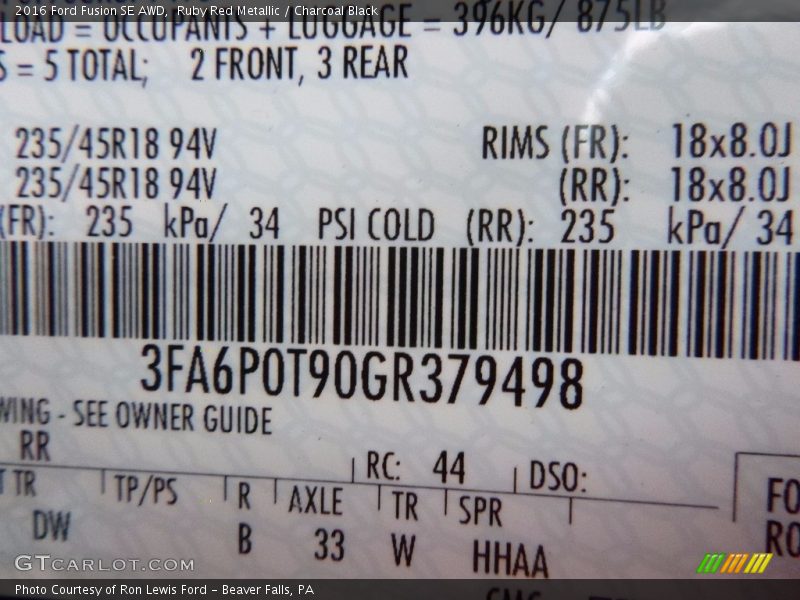 2016 Ford Fusion SE AWD, Ruby Red Metallic / Charcoal Black
LOAD = OCCUPANTS + LUGGAGE = 396KG/ 875LB
S = 5 TOTAL; 2 FRONT, 3 REAR
235/45R18 94V RIMS (FR): 18x8.0J
235/45R18 94V (RR): 18x8.0J
(FR): 235 kPa/ 34 PSI COLD (RR): 235 kPa/ 34
3FA6P0T90GR379498
WING - SEE OWNER GUIDE
RR
RC: 44 DSO:
T TR TP/PS R AXLE TR SPR FO
DW B 33 W HHAA RO
GTCARLOT.COM
Photo Courtesy of Ron Lewis Ford - Beaver Falls, PA